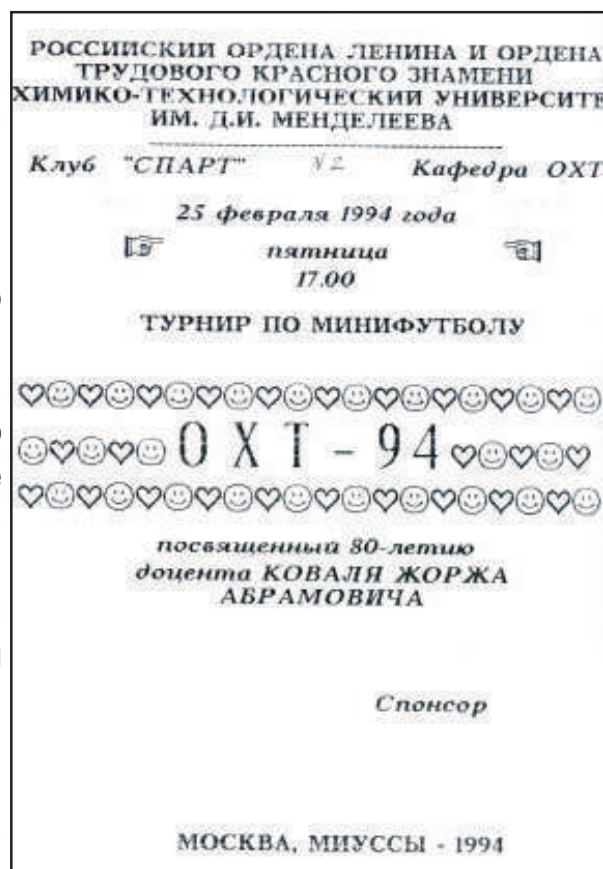 РОССИЙСКИЙ ОРДЕНА ЛЕНИНА И ОРДЕНА
ТРУДОВОГО КРАСНОГО ЗНАМЕНИ
ХИМИКО-ТЕХНОЛОГИЧЕСКИЙ УНИВЕРСИТЕ
ИМ. Д.И. МЕНДЕЛЕЕВА
Клуб "СПАРТ" Кафедра ОХТ
25 февраля 1994 года
пятница
17.00
ТУРНИР ПО МИНИФУТБОЛУ
ОХТ - 94
посвященный 80-летию
доцента КОВАЛЯ ЖОРЖА
АБРАМОВИЧА
Спонсор
МОСКВА, МИУССЫ - 1994